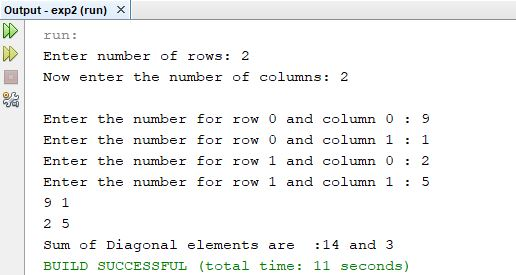 Output - exp2 (run) ×
run:
Enter number of rows: 2
Now enter the number of columns: 2
Enter the number for row 0 and column 0 : 9
Enter the number for row 0 and column 1 : 1
Enter the number for row 1 and column 0 : 2
Enter the number for row 1 and column 1 : 5
9 1
2 5
Sum of Diagonal elements are  :14 and 3
BUILD SUCCESSFUL (total time: 11 seconds)